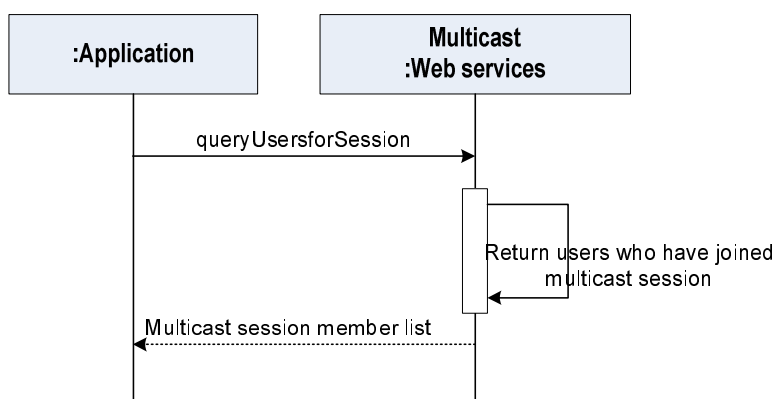 :Application
Multicast
:Web services
queryUsersforSession
Return users who have joined
multicast session
Multicast session member list